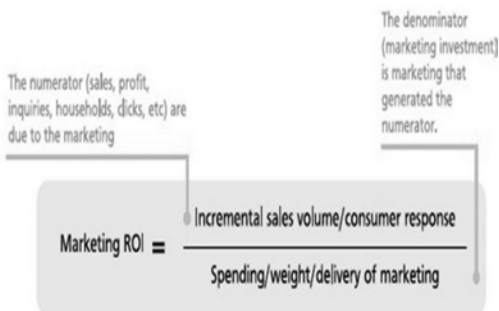 The denominator
(marketing investment)
is marketing that
generated the
numerator.
The numerator (sales, profit,
inquiries, households, clicks, etc) are
due to the marketing
Marketing ROI =
Incremental sales volume/consumer response
Spending/weight/delivery of marketing